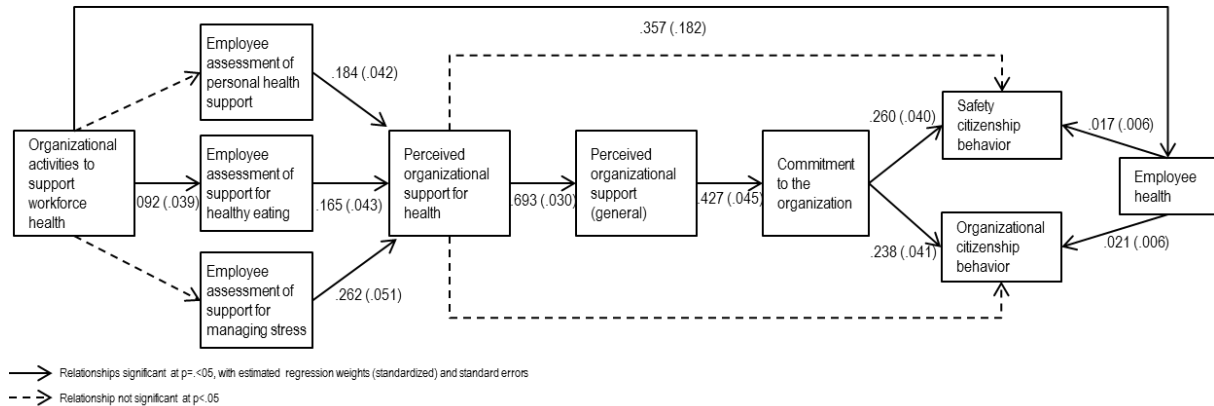 .357 (.182)
Employee
assessment of
personal health
support
.184 (.042)
Organizational
activities to
support
workforce
health
.092 (.039)
Employee
assessment of
support for
healthy eating
.165 (.043)
Employee
assessment of
support for
managing stress
.262 (.051)
Perceived
organizational
support for
health
.693 (.030)
Perceived
organizational
support
(general)
.427 (.045)
Commitment
to the
organization
.260 (.040)
.238 (.041)
Safety
citizenship
behavior
.017 (.006)
Organizational
citizenship
behavior
.021 (.006)
Employee
health
Relationships significant at p=.<05, with estimated regression weights (standardized) and standard errors
Relationship not significant at p<.05